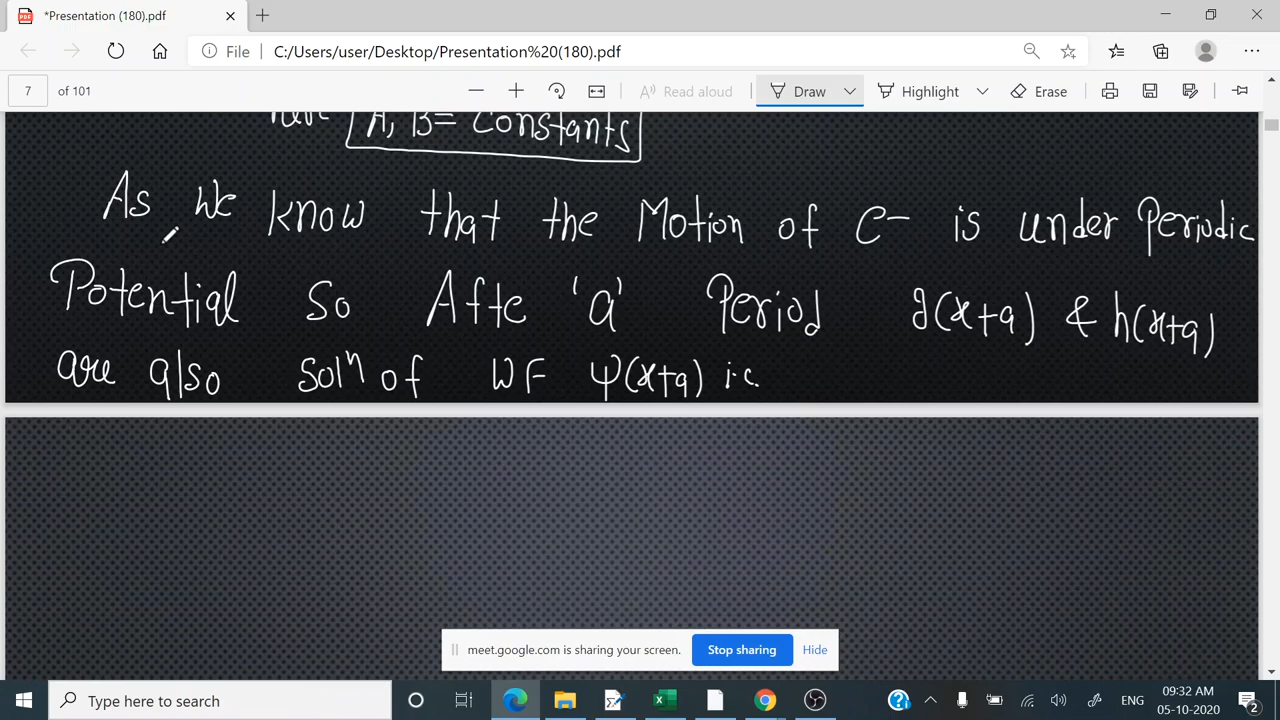 *Presentation (180).pdf
File C:/Users/user/Desktop/Presentation%20(180).pdf
7 of 101 Read aloud Draw Highlight Erase
A, B = Constants
As We know that the Motion of e⁻ is under Periodic
Potential So Afte 'a' Period g(x+a) & h(x+a)
are also solⁿ of WF Ψ(x+a) i.e
meet.google.com is sharing your screen. Stop sharing Hide
Type here to search ENG 09:32 AM
05-10-2020 2